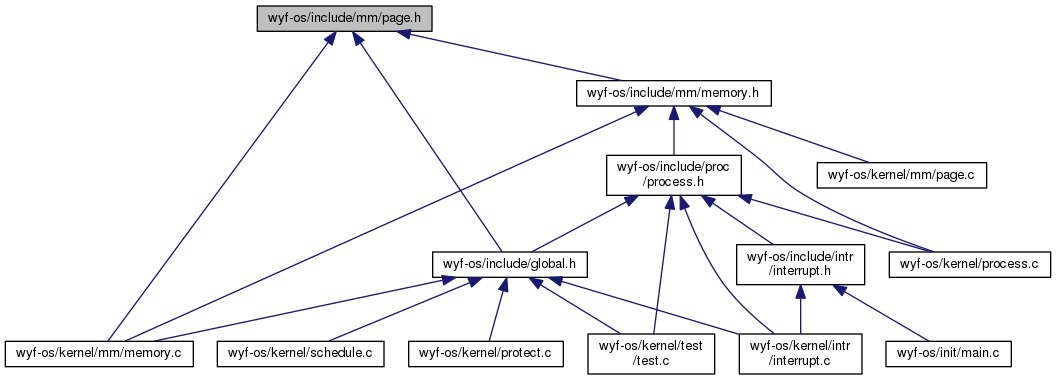 wyf-os/include/mm/page.h
wyf-os/include/mm/memory.h
wyf-os/include/proc
/process.h
wyf-os/kernel/mm/page.c
wyf-os/include/global.h
wyf-os/include/intr
/interrupt.h
wyf-os/kernel/process.c
wyf-os/kernel/mm/memory.c
wyf-os/kernel/schedule.c
wyf-os/kernel/protect.c
wyf-os/kernel/test
/test.c
wyf-os/kernel/intr
/interrupt.c
wyf-os/init/main.c